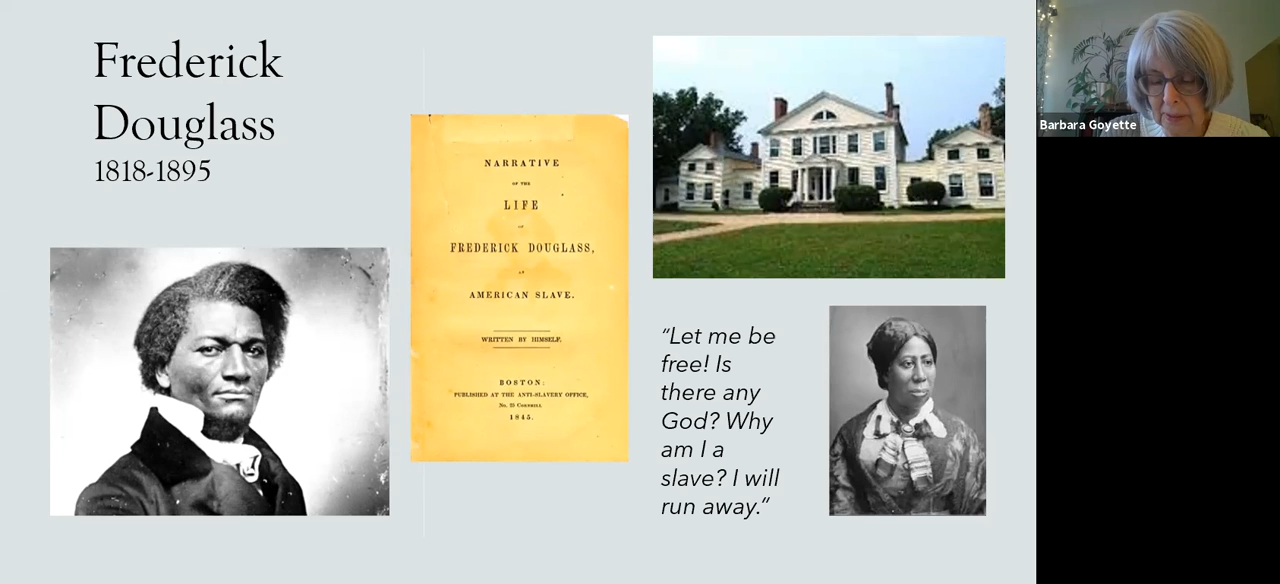 Frederick
Douglass
1818-1895
NARRATIVE
OF THE
LIFE
OF
FREDERICK DOUGLASS,
AN
AMERICAN SLAVE.
WRITTEN BY HIMSELF.
BOSTON:
PUBLISHED AT THE ANTI-SLAVERY OFFICE,
No. 25 CORNHILL
1845.
“Let me be
free! Is
there any
God? Why
am I a
slave? I will
run away.”
Barbara Goyette